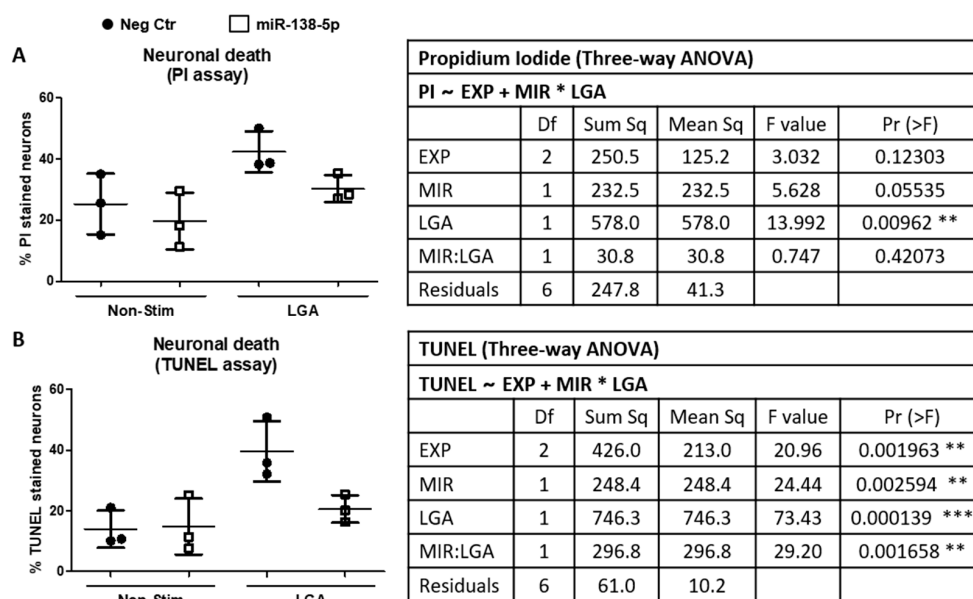 Neg Ctr miR-138-5p
A
Neuronal death
(PI assay)
% PI stained neurons
60
40
20
0
Non-Stim LGA
Propidium Iodide (Three-way ANOVA)
PI ~ EXP + MIR * LGA
Df Sum Sq Mean Sq F value Pr (>F)
EXP 2 250.5 125.2 3.032 0.12303
MIR 1 232.5 232.5 5.628 0.05535
LGA 1 578.0 578.0 13.992 0.00962 **
MIR:LGA 1 30.8 30.8 0.747 0.42073
Residuals 6 247.8 41.3
B
Neuronal death
(TUNEL assay)
% TUNEL stained neurons
60
40
20
0
Non-Stim LGA
TUNEL (Three-way ANOVA)
TUNEL ~ EXP + MIR * LGA
Df Sum Sq Mean Sq F value Pr (>F)
EXP 2 426.0 213.0 20.96 0.001963 **
MIR 1 248.4 248.4 24.44 0.002594 **
LGA 1 746.3 746.3 73.43 0.000139 ***
MIR:LGA 1 296.8 296.8 29.20 0.001658 **
Residuals 6 61.0 10.2